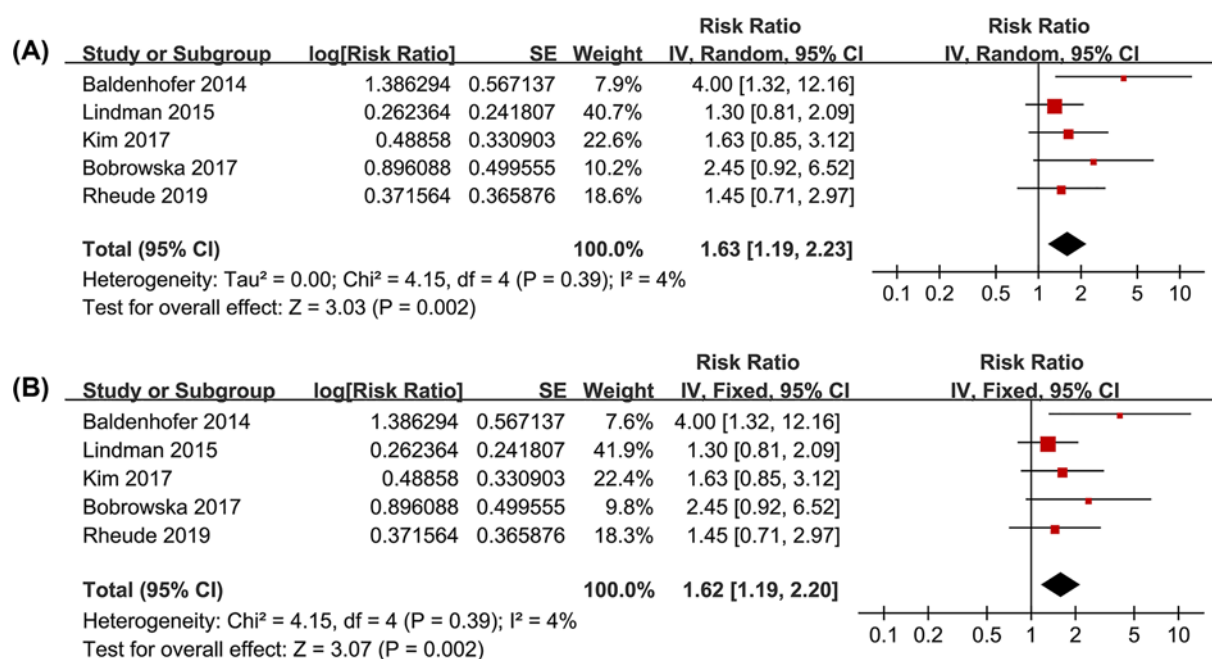 Risk Ratio Risk Ratio
(A) Study or Subgroup log[Risk Ratio] SE Weight IV, Random, 95% CI IV, Random, 95% CI
Baldenhofer 2014 1.386294 0.567137 7.9% 4.00 [1.32, 12.16]
Lindman 2015 0.262364 0.241807 40.7% 1.30 [0.81, 2.09]
Kim 2017 0.48858 0.330903 22.6% 1.63 [0.85, 3.12]
Bobrowska 2017 0.896088 0.499555 10.2% 2.45 [0.92, 6.52]
Rheude 2019 0.371564 0.365876 18.6% 1.45 [0.71, 2.97]
Total (95% CI) 100.0% 1.63 [1.19, 2.23]
Heterogeneity: Tau² = 0.00; Chi² = 4.15, df = 4 (P = 0.39); I² = 4%
Test for overall effect: Z = 3.03 (P = 0.002)
0.1 0.2 0.5 1 2 5 10
Risk Ratio Risk Ratio
(B) Study or Subgroup log[Risk Ratio] SE Weight IV, Fixed, 95% CI IV, Fixed, 95% CI
Baldenhofer 2014 1.386294 0.567137 7.6% 4.00 [1.32, 12.16]
Lindman 2015 0.262364 0.241807 41.9% 1.30 [0.81, 2.09]
Kim 2017 0.48858 0.330903 22.4% 1.63 [0.85, 3.12]
Bobrowska 2017 0.896088 0.499555 9.8% 2.45 [0.92, 6.52]
Rheude 2019 0.371564 0.365876 18.3% 1.45 [0.71, 2.97]
Total (95% CI) 100.0% 1.62 [1.19, 2.20]
Heterogeneity: Chi² = 4.15, df = 4 (P = 0.39); I² = 4%
Test for overall effect: Z = 3.07 (P = 0.002)
0.1 0.2 0.5 1 2 5 10